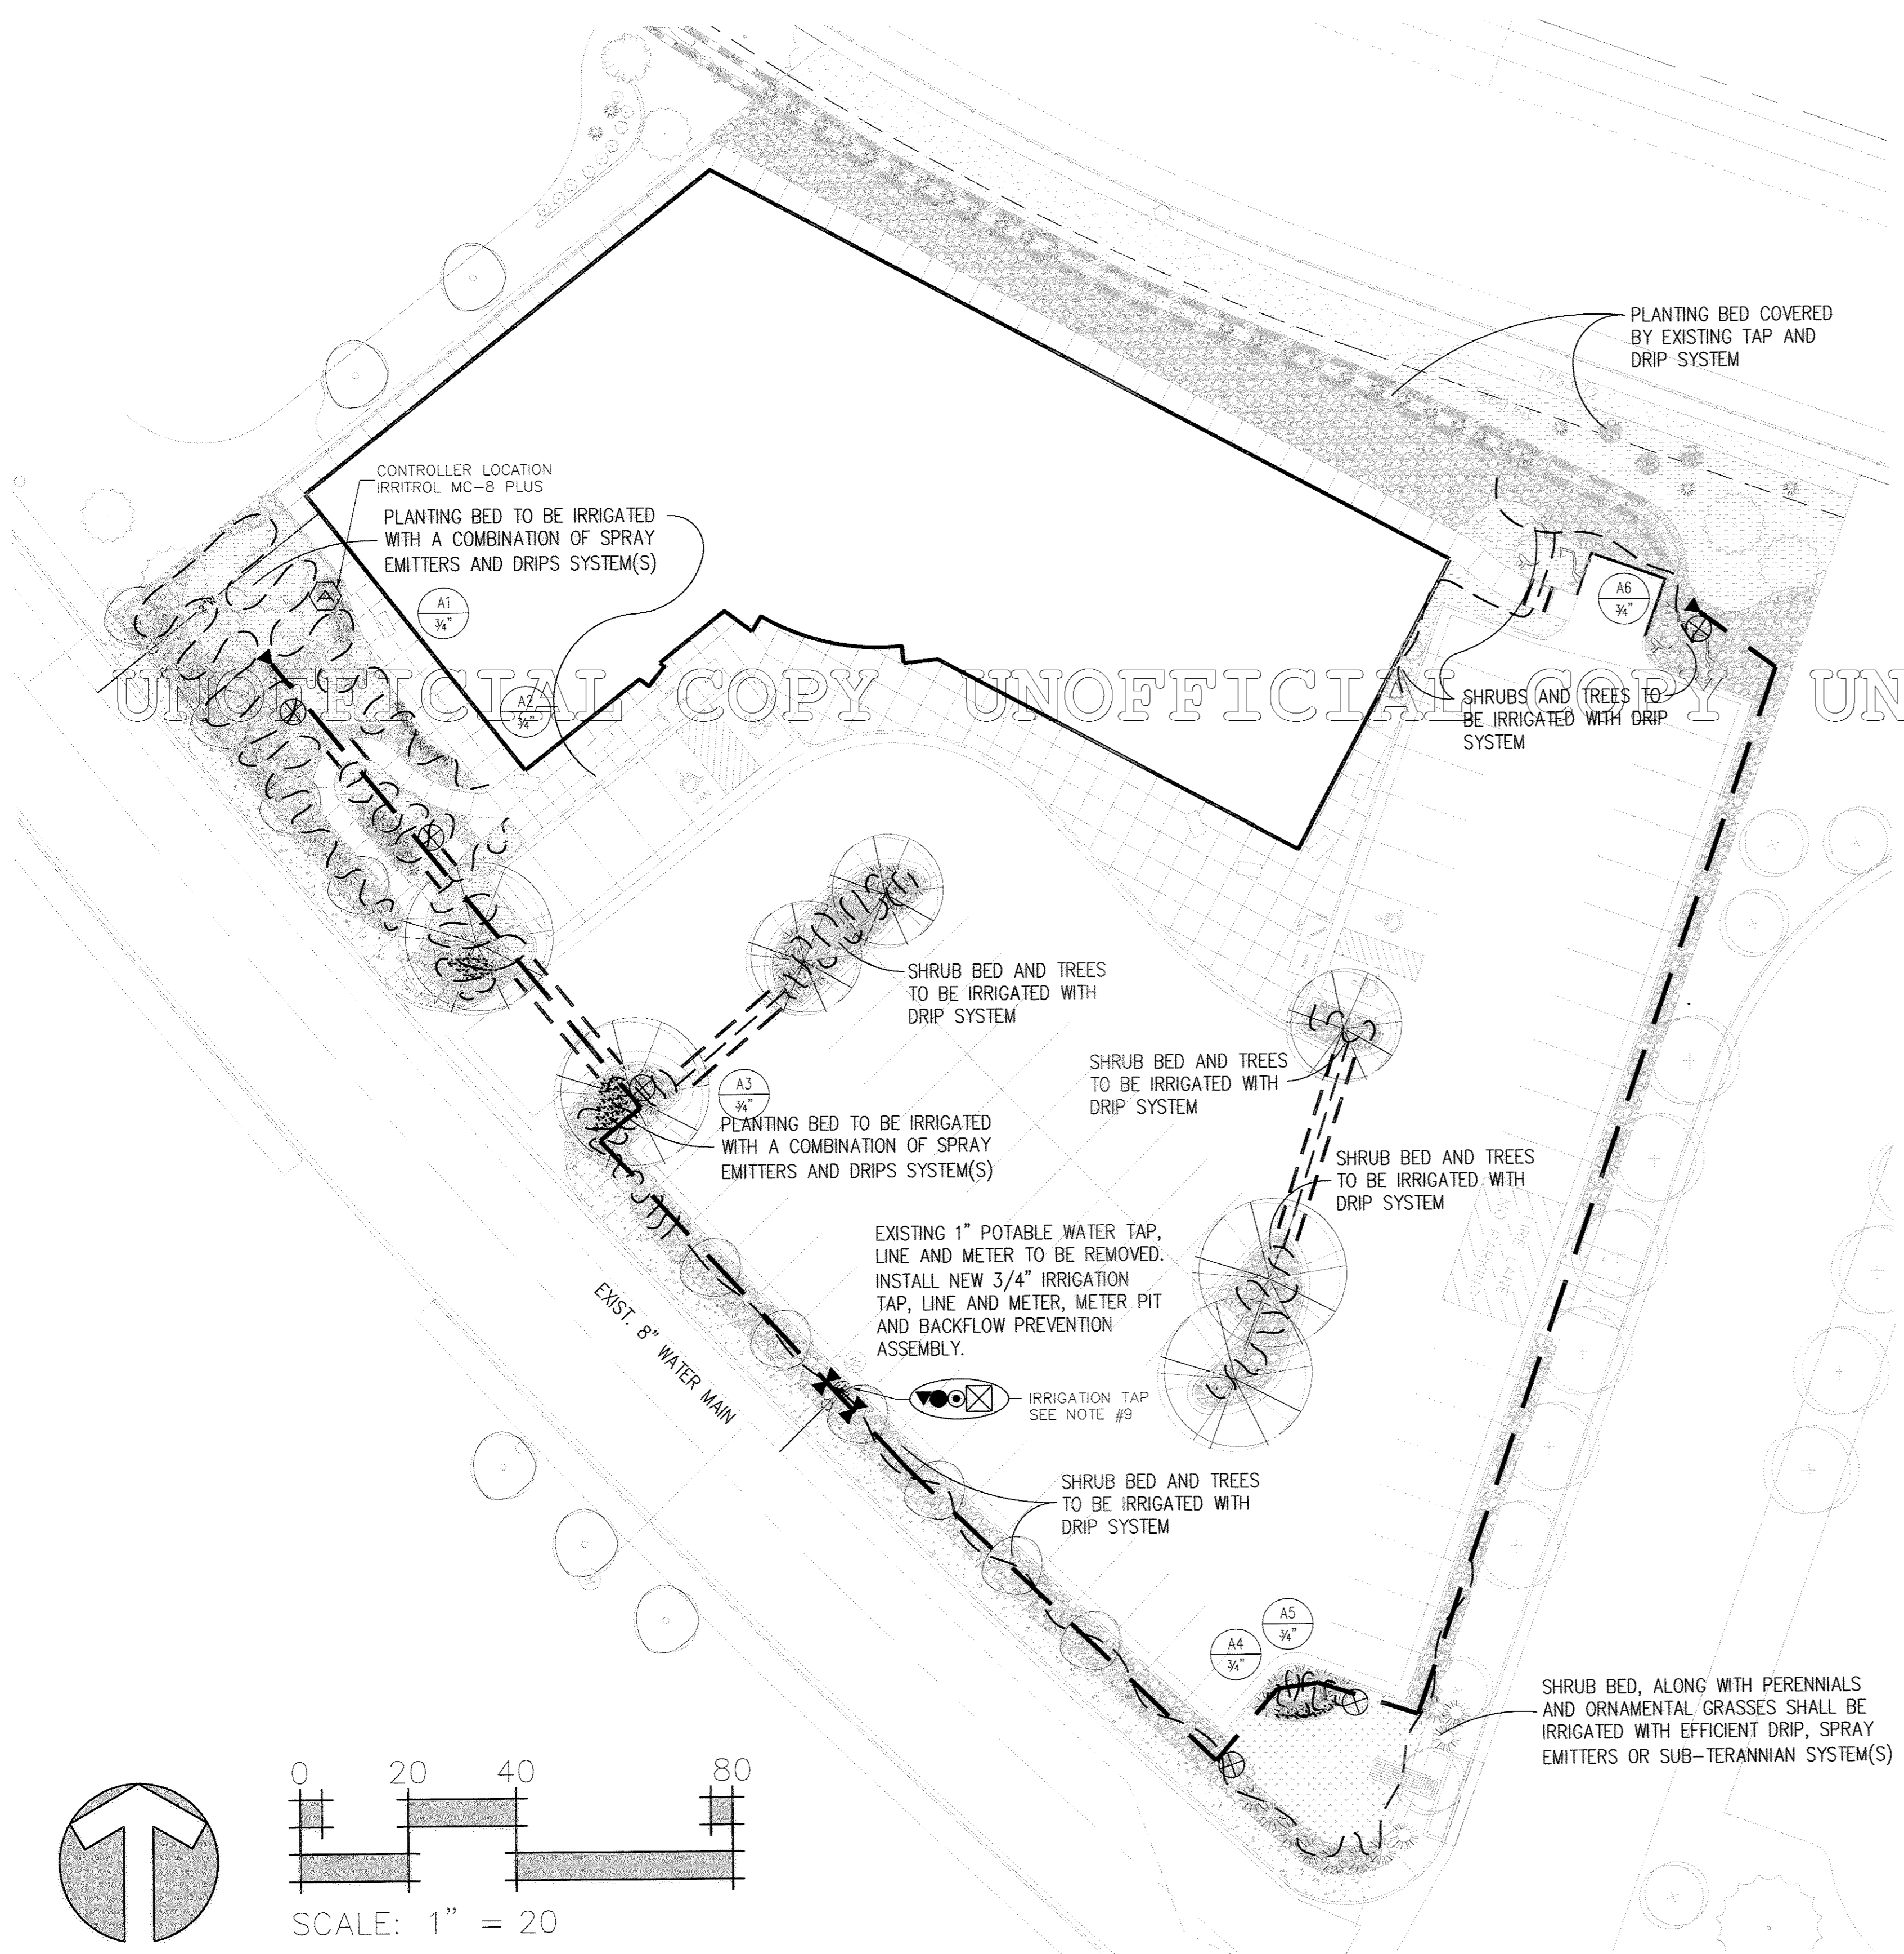 PLANTING BED COVERED
BY EXISTING TAP AND
DRIP SYSTEM
CONTROLLER LOCATION
IRRITROL MC-8 PLUS
PLANTING BED TO BE IRRIGATED
WITH A COMBINATION OF SPRAY
EMITTERS AND DRIPS SYSTEM(S)
A
A1
3/4"
A6
3/4"
UNOFFICIAL COPY UNOFFICIAL COPY UN
A2
3/4"
SHRUBS AND TREES TO
BE IRRIGATED WITH DRIP
SYSTEM
VAN
SHRUB BED AND TREES
TO BE IRRIGATED WITH
DRIP SYSTEM
SHRUB BED AND TREES
TO BE IRRIGATED WITH
DRIP SYSTEM
A3
3/4"
PLANTING BED TO BE IRRIGATED
WITH A COMBINATION OF SPRAY
EMITTERS AND DRIPS SYSTEM(S)
SHRUB BED AND TREES
TO BE IRRIGATED WITH
DRIP SYSTEM
FIRE LANE
NO PARKING
EXISTING 1" POTABLE WATER TAP,
LINE AND METER TO BE REMOVED.
INSTALL NEW 3/4" IRRIGATION
TAP, LINE AND METER, METER PIT
AND BACKFLOW PREVENTION
ASSEMBLY.
EXIST. 8" WATER MAIN
IRRIGATION TAP
SEE NOTE #9
SHRUB BED AND TREES
TO BE IRRIGATED WITH
DRIP SYSTEM
A5
3/4"
A4
3/4"
SHRUB BED, ALONG WITH PERENNIALS
AND ORNAMENTAL GRASSES SHALL BE
IRRIGATED WITH EFFICIENT DRIP, SPRAY
EMITTERS OR SUB-TERANNIAN SYSTEM(S)
0 20 40 80
SCALE: 1" = 20